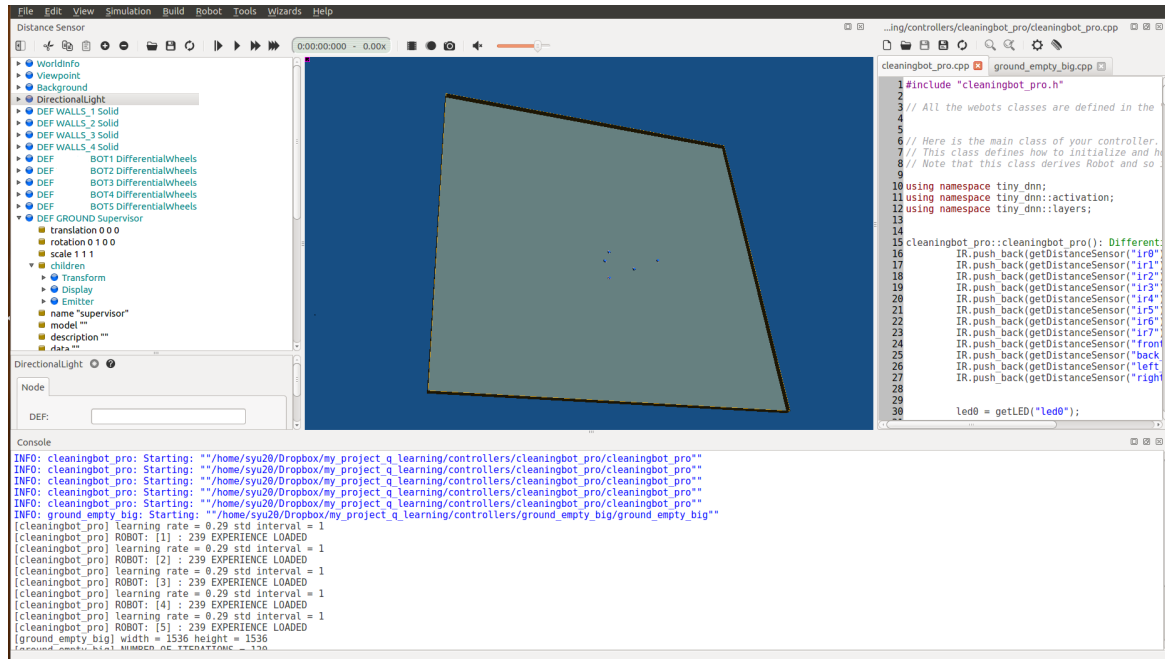 File Edit View Simulation Build Robot Tools Wizards Help
Distance Sensor
0:00:00:000 - 0.00x
WorldInfo
Viewpoint
Background
DirectionalLight
DEF WALLS_1 Solid
DEF WALLS_2 Solid
DEF WALLS_3 Solid
DEF WALLS_4 Solid
DEF BOT1 DifferentialWheels
DEF BOT2 DifferentialWheels
DEF BOT3 DifferentialWheels
DEF BOT4 DifferentialWheels
DEF BOT5 DifferentialWheels
DEF GROUND Supervisor
translation 0 0 0
rotation 0 1 0 0
scale 1 1 1
children
Transform
Display
Emitter
name "supervisor"
model ""
description ""
data ""
DirectionalLight
Node
DEF:
...ing/controllers/cleaningbot_pro/cleaningbot_pro.cpp
cleaningbot_pro.cpp ground_empty_big.cpp
1 #include "cleaningbot_pro.h"
2
3 // All the webots classes are defined in the "
4
5
6 // Here is the main class of your controller.
7 // This class defines how to initialize and h
8 // Note that this class derives Robot and so
9
10 using namespace tiny_dnn;
11 using namespace tiny_dnn::activation;
12 using namespace tiny_dnn::layers;
13
14
15 cleaningbot_pro::cleaningbot_pro(): Different
16 IR.push_back(getDistanceSensor("ir0"
17 IR.push_back(getDistanceSensor("ir1"
18 IR.push_back(getDistanceSensor("ir2"
19 IR.push_back(getDistanceSensor("ir3"
20 IR.push_back(getDistanceSensor("ir4"
21 IR.push_back(getDistanceSensor("ir5"
22 IR.push_back(getDistanceSensor("ir6"
23 IR.push_back(getDistanceSensor("ir7"
24 IR.push_back(getDistanceSensor("front
25 IR.push_back(getDistanceSensor("back_
26 IR.push_back(getDistanceSensor("left_
27 IR.push_back(getDistanceSensor("right
28
29
30 led0 = getLED("led0");
Console
INFO: cleaningbot_pro: Starting: ""/home/syu20/Dropbox/my_project_q_learning/controllers/cleaningbot_pro/cleaningbot_pro""
INFO: cleaningbot_pro: Starting: ""/home/syu20/Dropbox/my_project_q_learning/controllers/cleaningbot_pro/cleaningbot_pro""
INFO: cleaningbot_pro: Starting: ""/home/syu20/Dropbox/my_project_q_learning/controllers/cleaningbot_pro/cleaningbot_pro""
INFO: cleaningbot_pro: Starting: ""/home/syu20/Dropbox/my_project_q_learning/controllers/cleaningbot_pro/cleaningbot_pro""
INFO: cleaningbot_pro: Starting: ""/home/syu20/Dropbox/my_project_q_learning/controllers/cleaningbot_pro/cleaningbot_pro""
INFO: ground_empty_big: Starting: ""/home/syu20/Dropbox/my_project_q_learning/controllers/ground_empty_big/ground_empty_big""
[cleaningbot_pro] learning rate = 0.29 std interval = 1
[cleaningbot_pro] ROBOT: [1] : 239 EXPERIENCE LOADED
[cleaningbot_pro] learning rate = 0.29 std interval = 1
[cleaningbot_pro] ROBOT: [2] : 239 EXPERIENCE LOADED
[cleaningbot_pro] learning rate = 0.29 std interval = 1
[cleaningbot_pro] ROBOT: [3] : 239 EXPERIENCE LOADED
[cleaningbot_pro] learning rate = 0.29 std interval = 1
[cleaningbot_pro] ROBOT: [4] : 239 EXPERIENCE LOADED
[cleaningbot_pro] learning rate = 0.29 std interval = 1
[cleaningbot_pro] ROBOT: [5] : 239 EXPERIENCE LOADED
[ground_empty_big] width = 1536 height = 1536
[ground_empty_big] NUMBER OF ITERATIONS = 120